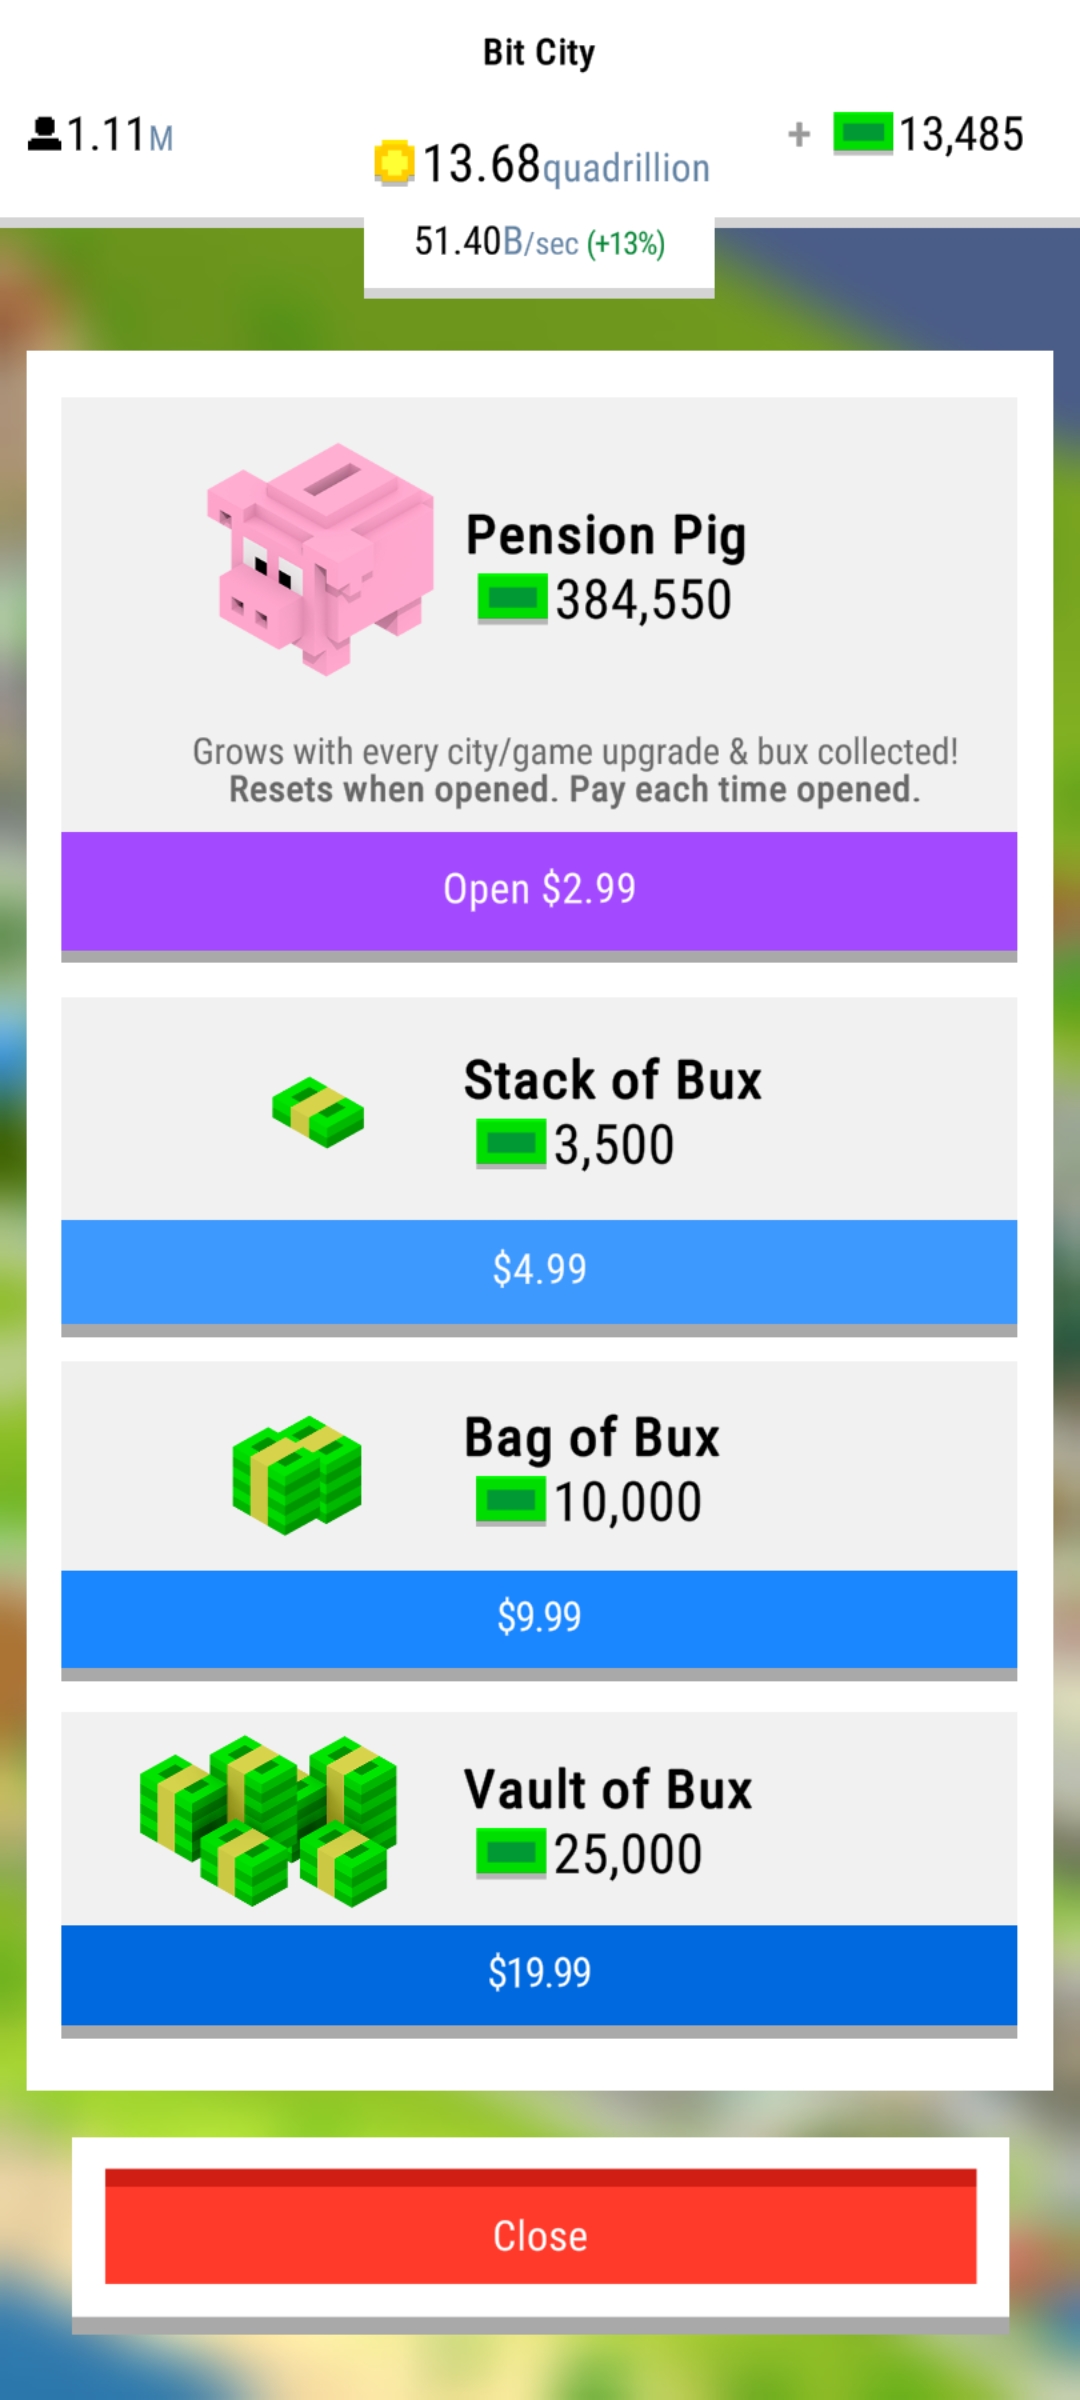 Bit City
1.11M
13.68quadrillion
+ 13,485
51.40B/sec (+13%)
Pension Pig
384,550
Grows with every city/game upgrade & bux collected!
Resets when opened. Pay each time opened.
Open $2.99
Stack of Bux
3,500
$4.99
Bag of Bux
10,000
$9.99
Vault of Bux
25,000
$19.99
Close